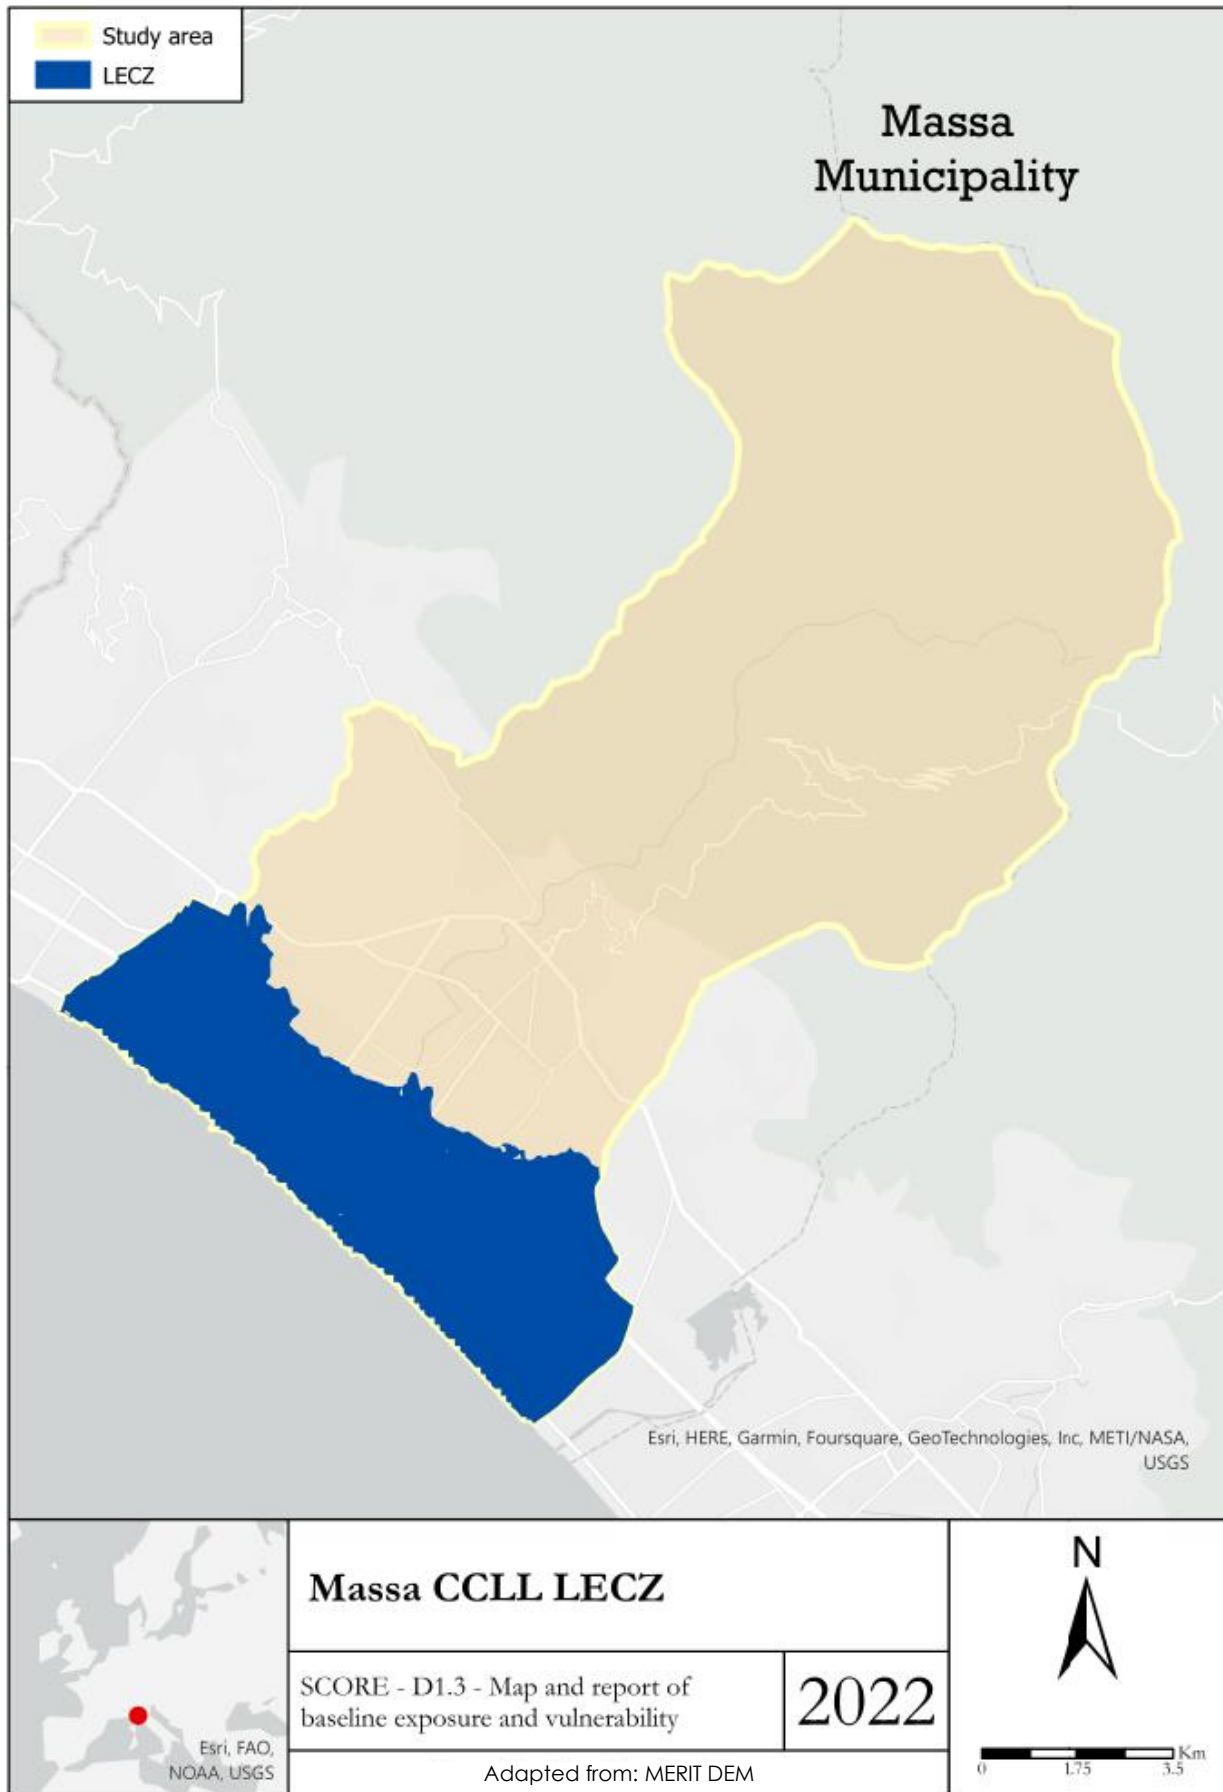 Study area
LECZ
Massa
Municipality
Esri, HERE, Garmin, Foursquare, GeoTechnologies, Inc, METI/NASA,
USGS
Esri, FAO,
NOAA, USGS
Massa CCLL LECZ
SCORE - D1.3 - Map and report of
baseline exposure and vulnerability
2022
Adapted from: MERIT DEM
N
Km
0 1.75 3.5